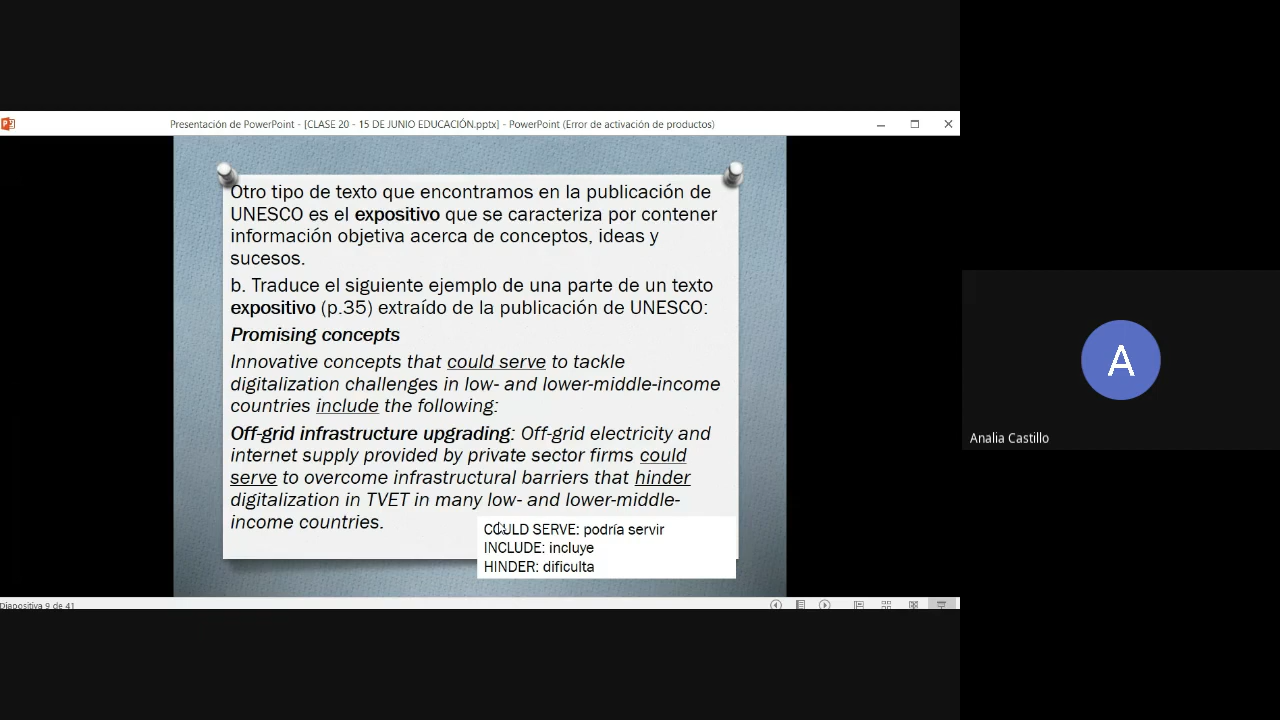 Presentación de PowerPoint - [CLASE 20 - 15 DE JUNIO EDUCACIÓN.pptx] - PowerPoint (Error de activación de productos)
Otro tipo de texto que encontramos en la publicación de
UNESCO es el expositivo que se caracteriza por contener
información objetiva acerca de conceptos, ideas y
sucesos.
b. Traduce el siguiente ejemplo de una parte de un texto
expositivo (p.35) extraído de la publicación de UNESCO:
Promising concepts
Innovative concepts that could serve to tackle
digitalization challenges in low- and lower-middle-income
countries include the following:
Off-grid infrastructure upgrading: Off-grid electricity and
internet supply provided by private sector firms could
serve to overcome infrastructural barriers that hinder
digitalization in TVET in many low- and lower-middle-
income countries.
COULD SERVE: podría servir
INCLUDE: incluye
HINDER: dificulta
Diapositiva 9 de 41
A
Analia Castillo